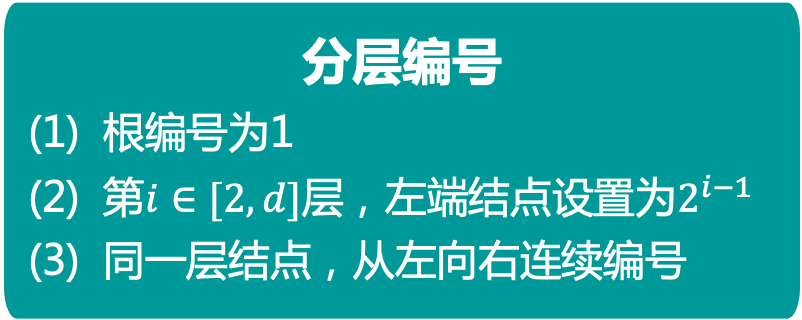 分层编号
(1) 根编号为1
(2) 第𝑖 ∈ [2, 𝑑]层，左端结点设置为2^{𝑖−1}
(3) 同一层结点，从左向右连续编号